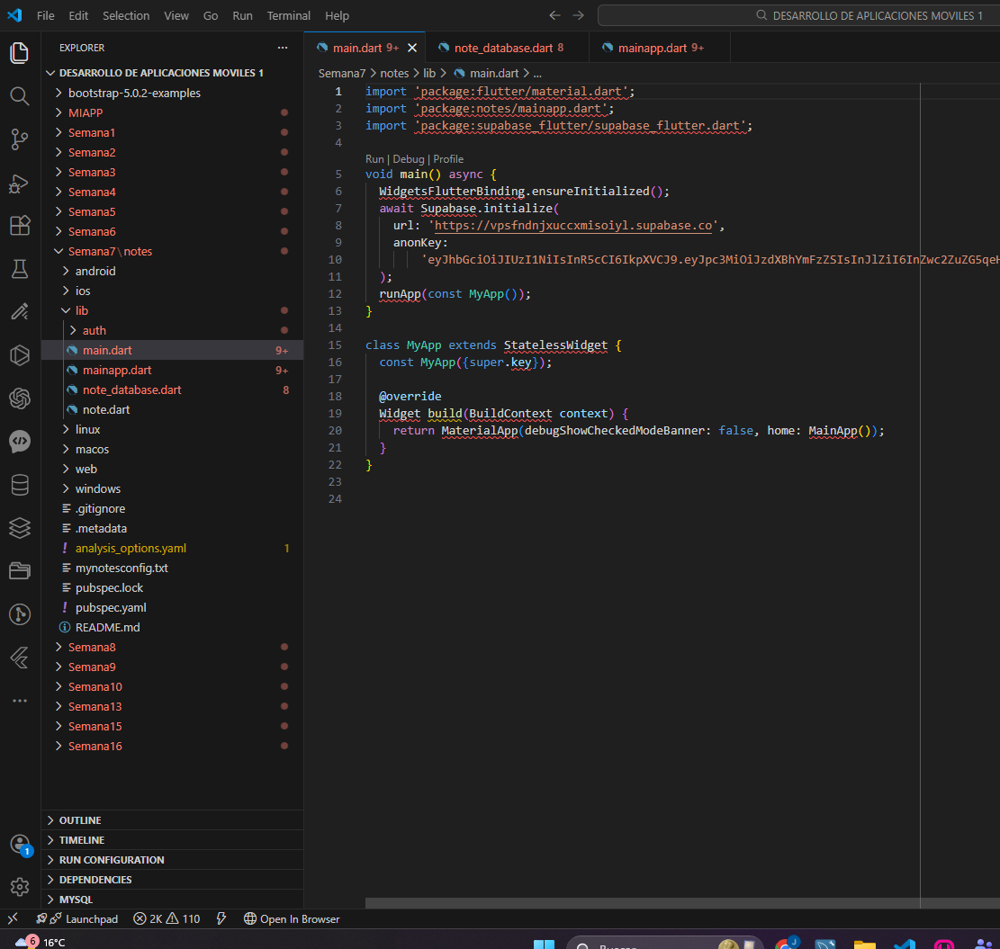 File Edit Selection View Go Run Terminal Help
DESARROLLO DE APLICACIONES MOVILES 1
EXPLORER
DESARROLLO DE APLICACIONES MOVILES 1
bootstrap-5.0.2-examples
MIAPP
Semana1
Semana2
Semana3
Semana4
Semana5
Semana6
Semana7\notes
android
ios
lib
auth
main.dart 9+
mainapp.dart 9+
note_database.dart 8
note.dart
linux
macos
web
windows
.gitignore
.metadata
analysis_options.yaml 1
mynotesconfig.txt
pubspec.lock
pubspec.yaml
README.md
Semana8
Semana9
Semana10
Semana13
Semana15
Semana16
OUTLINE
TIMELINE
RUN CONFIGURATION
DEPENDENCIES
MYSQL
main.dart 9+ note_database.dart 8 mainapp.dart 9+
Semana7 > notes > lib > main.dart > ...
1 import 'package:flutter/material.dart';
2 import 'package:notes/mainapp.dart';
3 import 'package:supabase_flutter/supabase_flutter.dart';
4
Run | Debug | Profile
5 void main() async {
6 WidgetsFlutterBinding.ensureInitialized();
7 await Supabase.initialize(
8 url: 'https://vpsfndnjxuccxmisoiyl.supabase.co',
9 anonKey:
10 'eyJhbGciOiJIUzI1NiIsInR5cCI6IkpXVCJ9.eyJpc3MiOiJzdXBhYmFzZSIsInJlZiI6InZwc2ZuZG5qeH
11 );
12 runApp(const MyApp());
13 }
14
15 class MyApp extends StatelessWidget {
16 const MyApp({super.key});
17
18 @override
19 Widget build(BuildContext context) {
20 return MaterialApp(debugShowCheckedModeBanner: false, home: MainApp());
21 }
22 }
23
24
1
Launchpad 2K 110 Open In Browser
6 16°C
Buscar
J